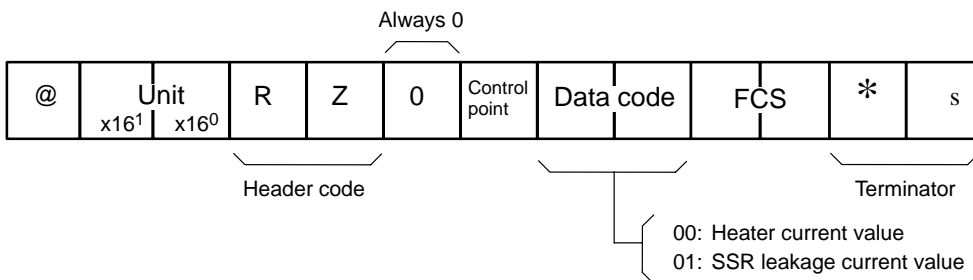 Always 0
@ Unit R Z 0 Control point Data code FCS * s
x16¹ x16⁰
Header code
Terminator
00: Heater current value
01: SSR leakage current value